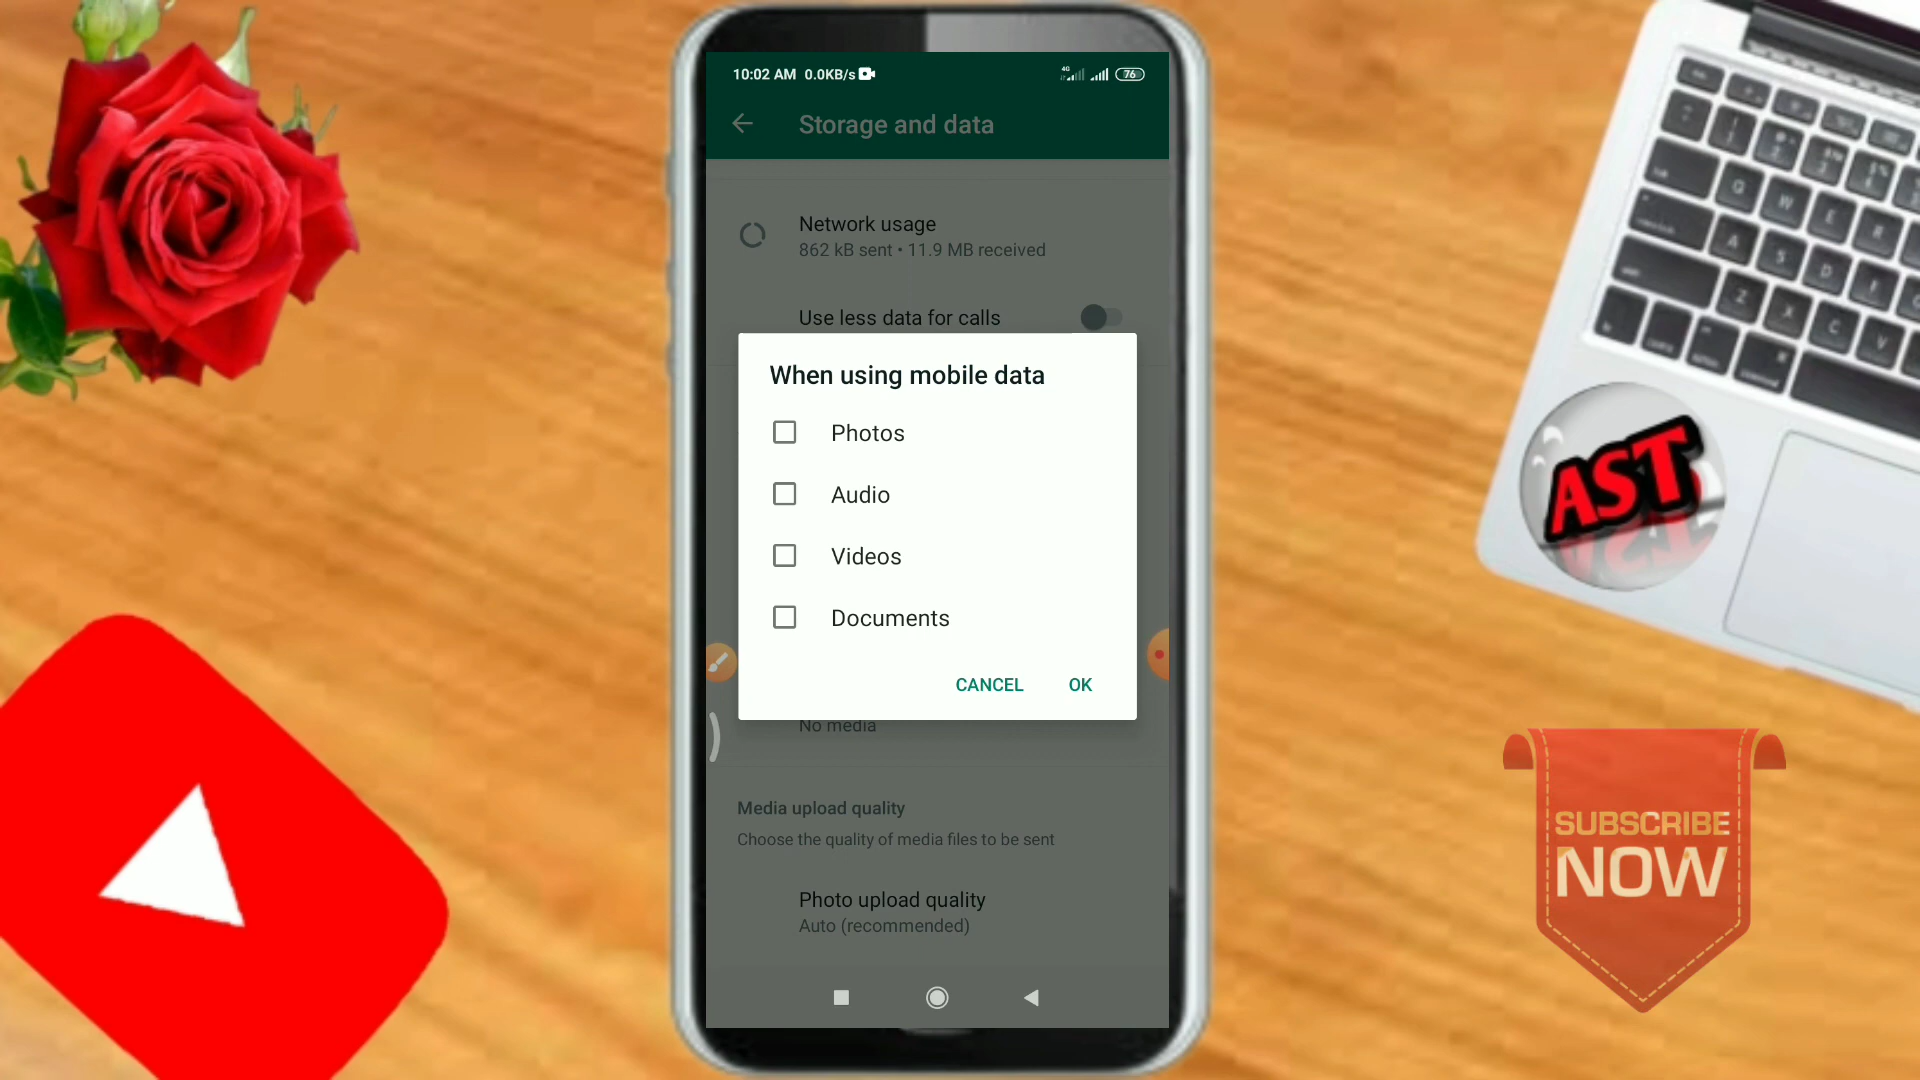 10:02 AM 0.0KB/s
4G
76
Storage and data
Network usage
862 kB sent • 11.9 MB received
Use less data for calls
When using mobile data
Photos
Audio
Videos
Documents
CANCEL OK
No media
Media upload quality
Choose the quality of media files to be sent
Photo upload quality
Auto (recommended)
AST
SUBSCRIBE
NOW
Q W E R
A S D F
Z X C V